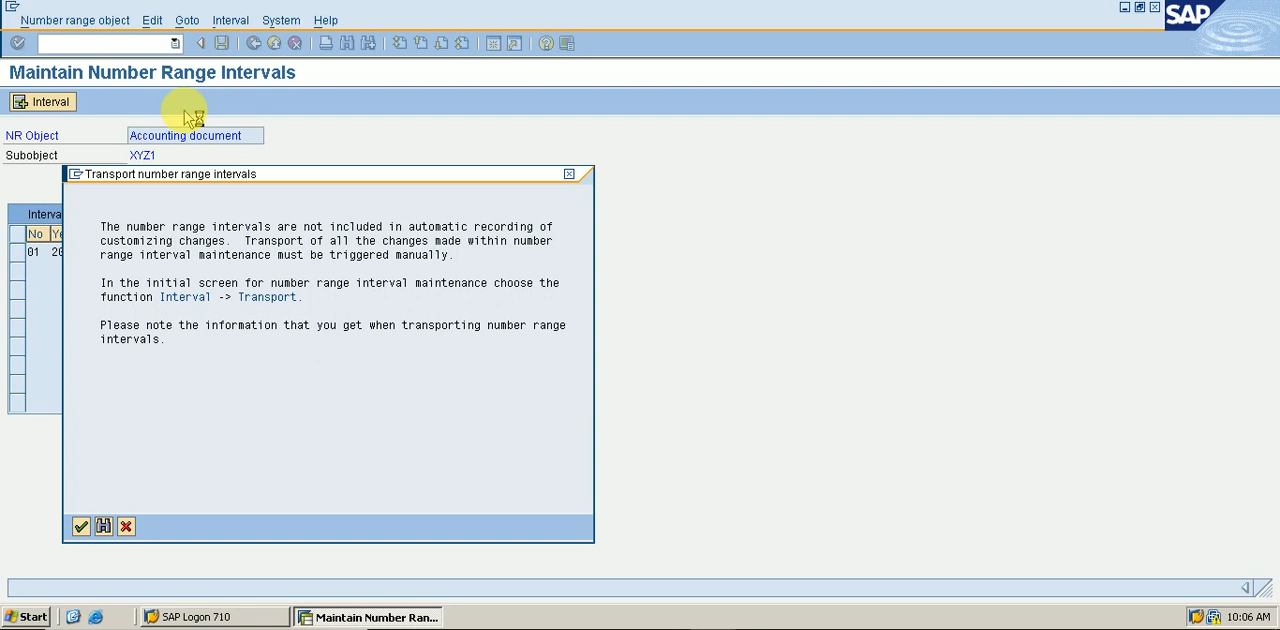 Number range object Edit Goto Interval System Help
SAP
Maintain Number Range Intervals
Interval
NR Object Accounting document
Subobject XYZ1
Transport number range intervals
The number range intervals are not included in automatic recording of
customizing changes. Transport of all the changes made within number
range interval maintenance must be triggered manually.
In the initial screen for number range interval maintenance choose the
function Interval -> Transport.
Please note the information that you get when transporting number range
intervals.
No
01
Start SAP Logon 710 Maintain Number Ran... 10:06 AM